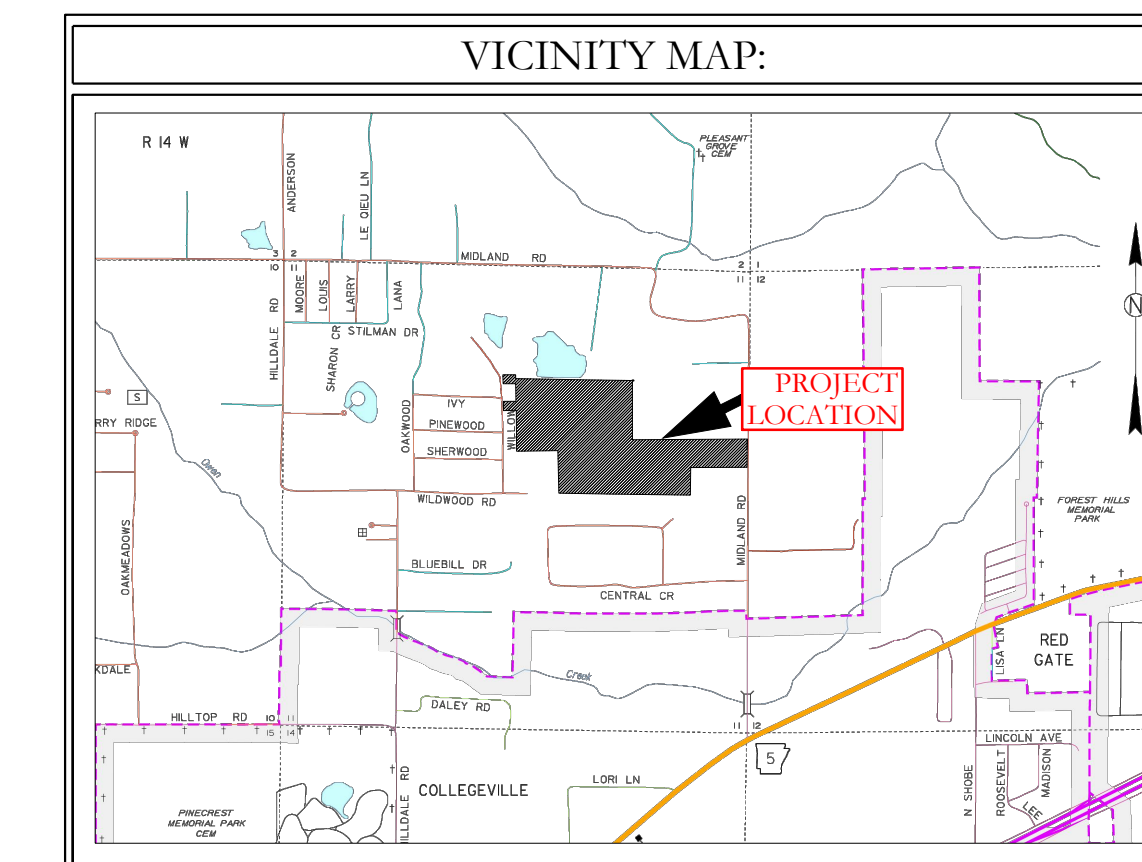 VICINITY MAP:
R 14 W
PLEASANT
GROVE
CEM
ANDERSON
LE QIEU LN
3 2
10 11
MIDLAND RD
2 1
11 12
HILLDALE RD
MOORE
LOUIS
LARRY
LANA
STILMAN DR
SHARON CR
N
S
RRY RIDGE
OAKWOOD
IVY
PINEWOOD
SHERWOOD
WILLOW
PROJECT
LOCATION
Owen
WILDWOOD RD
MIDLAND RD
FOREST HILLS
MEMORIAL
PARK
OAKMEADOWS
BLUEBILL DR
CENTRAL CR
KDALE
Creek
LISA LN
RED
GATE
HILLTOP RD
10 11
15 14
DALEY RD
11 12
5
LINCOLN AVE
HILLDALE RD
COLLEGEVILLE
LORI LN
N SHOBE
ROOSEVELT
MADISON
LEE
PINECREST
MEMORIAL PARK
CEM